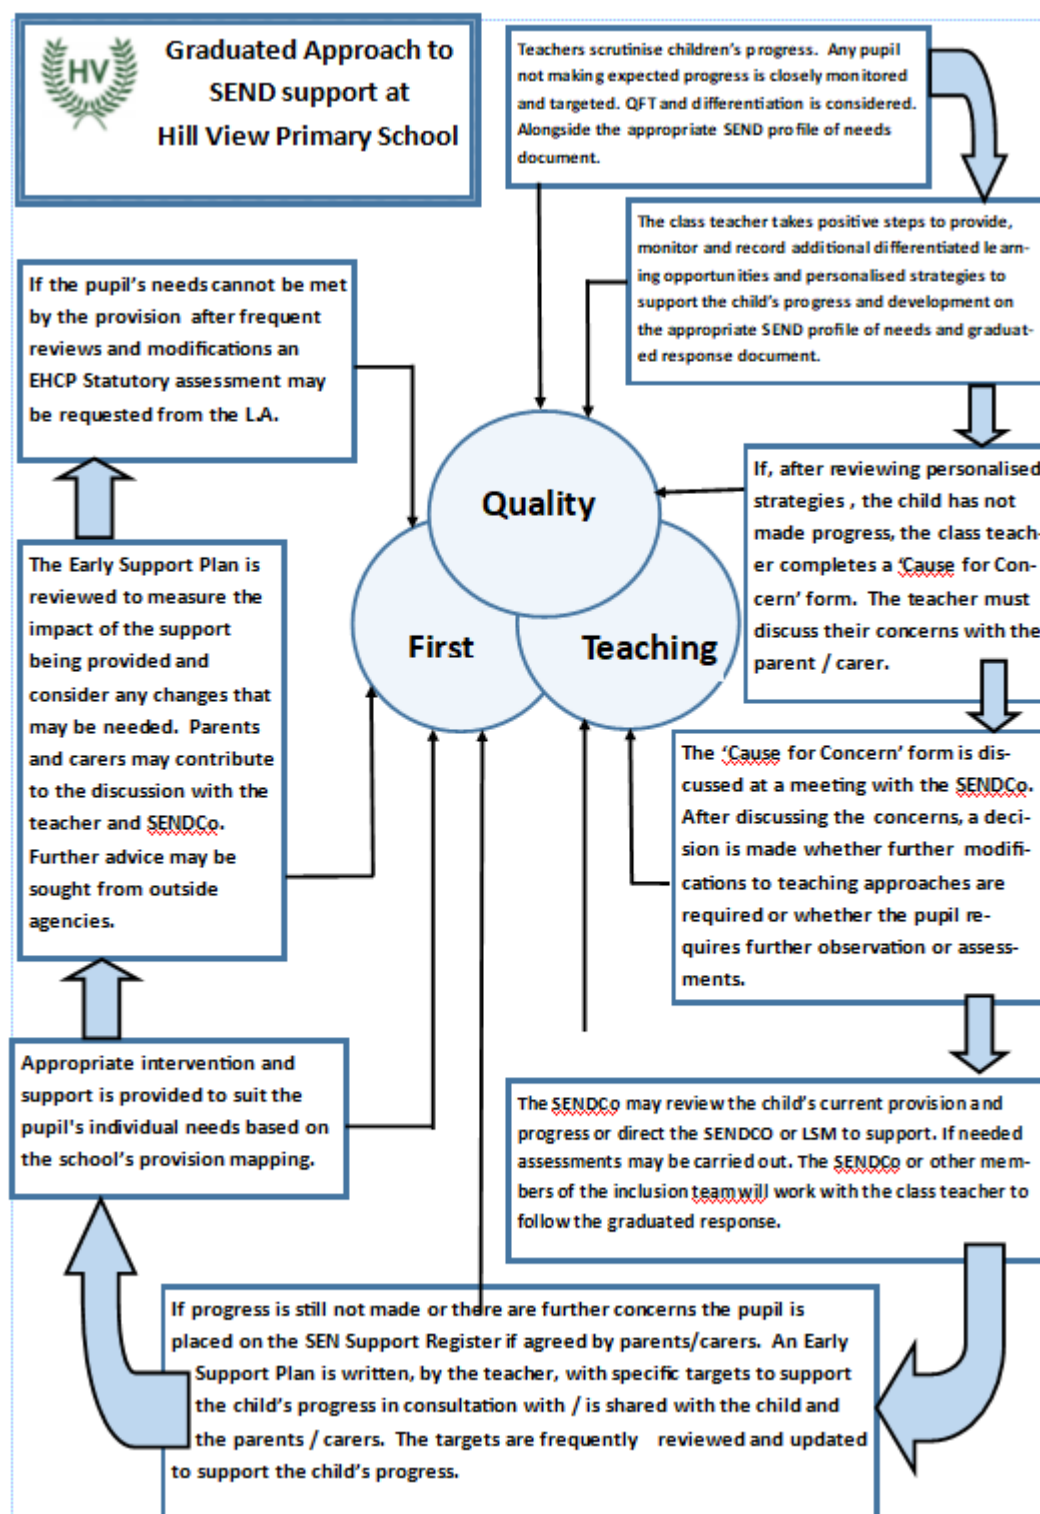 HV
Graduated Approach to
SEND support at
Hill View Primary School
Teachers scrutinise children's progress. Any pupil
not making expected progress is closely monitored
and targeted. QFT and differentiation is considered.
Alongside the appropriate SEND profile of needs
document.
The class teacher takes positive steps to provide,
monitor and record additional differentiated learn-
ing opportunities and personalised strategies to
support the child's progress and development on
the appropriate SEND profile of needs and graduat-
ed response document.
If, after reviewing personalised
strategies , the child has not
made progress, the class teach-
er completes a ‘Cause for Con-
cern’ form. The teacher must
discuss their concerns with the
parent / carer.
The ‘Cause for Concern’ form is dis-
cussed at a meeting with the SENDCo.
After discussing the concerns, a deci-
sion is made whether further modifi-
cations to teaching approaches are
required or whether the pupil re-
quires further observation or assess-
ments.
The SENDCo may review the child's current provision and
progress or direct the SENDCO or LSM to support. If needed
assessments may be carried out. The SENDCo or other mem-
bers of the inclusion team will work with the class teacher to
follow the graduated response.
If progress is still not made or there are further concerns the pupil is
placed on the SEN Support Register if agreed by parents/carers. An Early
Support Plan is written, by the teacher, with specific targets to support
the child's progress in consultation with / is shared with the child and
the parents / carers. The targets are frequently reviewed and updated
to support the child's progress.
Appropriate intervention and
support is provided to suit the
pupil's individual needs based on
the school's provision mapping.
The Early Support Plan is
reviewed to measure the
impact of the support
being provided and
consider any changes that
may be needed. Parents
and carers may contribute
to the discussion with the
teacher and SENDCo.
Further advice may be
sought from outside
agencies.
If the pupil's needs cannot be met
by the provision after frequent
reviews and modifications an
EHCP Statutory assessment may
be requested from the L.A.
Quality
First
Teaching